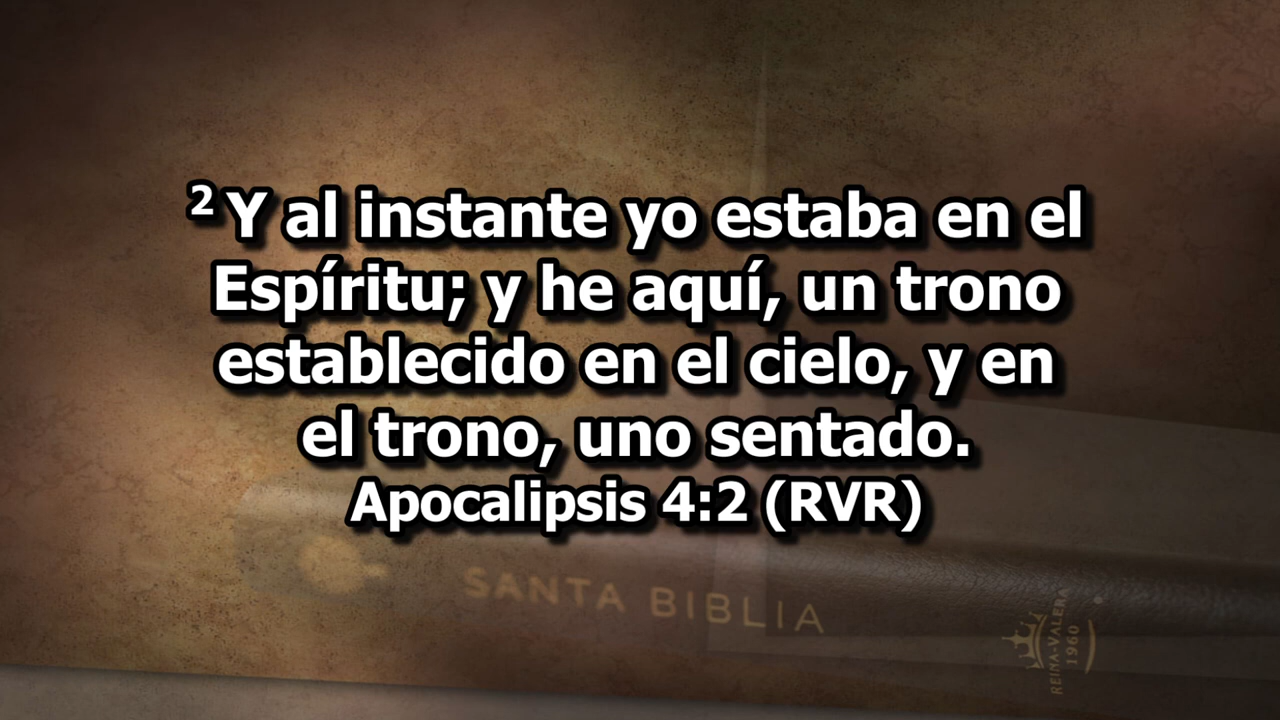 2 Y al instante yo estaba en el
Espíritu; y he aquí, un trono
establecido en el cielo, y en
el trono, uno sentado.
Apocalipsis 4:2 (RVR)
SANTA BIBLIA
REINA-VALERA
1960